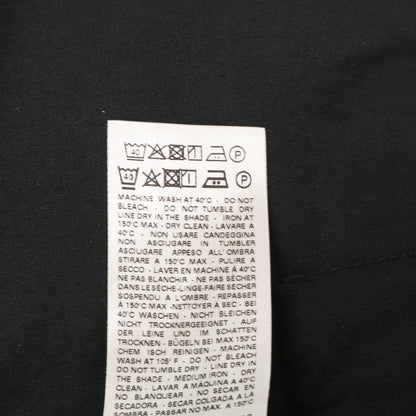 40 P
40 P
MACHINE WASH AT 40°C - DO NOT
BLEACH - DO NOT TUMBLE DRY
LINE DRY IN THE SHADE - IRON AT
150°C MAX - DRY CLEAN - LAVARE A
40°C - NON USARE CANDEGGINA
NON ASCIUGARE IN TUMBLER
ASCIUGARE APPESO ALL'OMBRA
STIRARE A 150°C MAX - PULIRE A
SECCO - LAVER EN MACHINE À 40°C
NE PAS BLANCHIR - NE PAS SÉCHER
DANS LE SÈCHE-LINGE-FAIRE SÉCHER
SUSPENDU A L'OMBRE - REPASSER
À 150°C MAX - NETTOYER A SEC - BEI
40°C WASCHEN - NICHT BLEICHEN
NICHT TROCKNERGEEIGNET - AUF
DER LEINE UND IM SCHATTEN
TROCKNEN - BÜGELN BEI MAX 150°C
CHEM ISCH REINIGEN - MACHINE
WASH AT 105°F - DO NOT BLEACH
DO NOT TUMBLE DRY - LINE DRY IN
THE SHADE - MEDIUM IRON - DRY
CLEAN - LAVAR A MÁQUINA A 40°C
NO BLANQUEAR - NO SECAR EN
SECADORA - SECAR COLGADA A LA
SOMBRA - PASSAR NO MAX. a 150°C